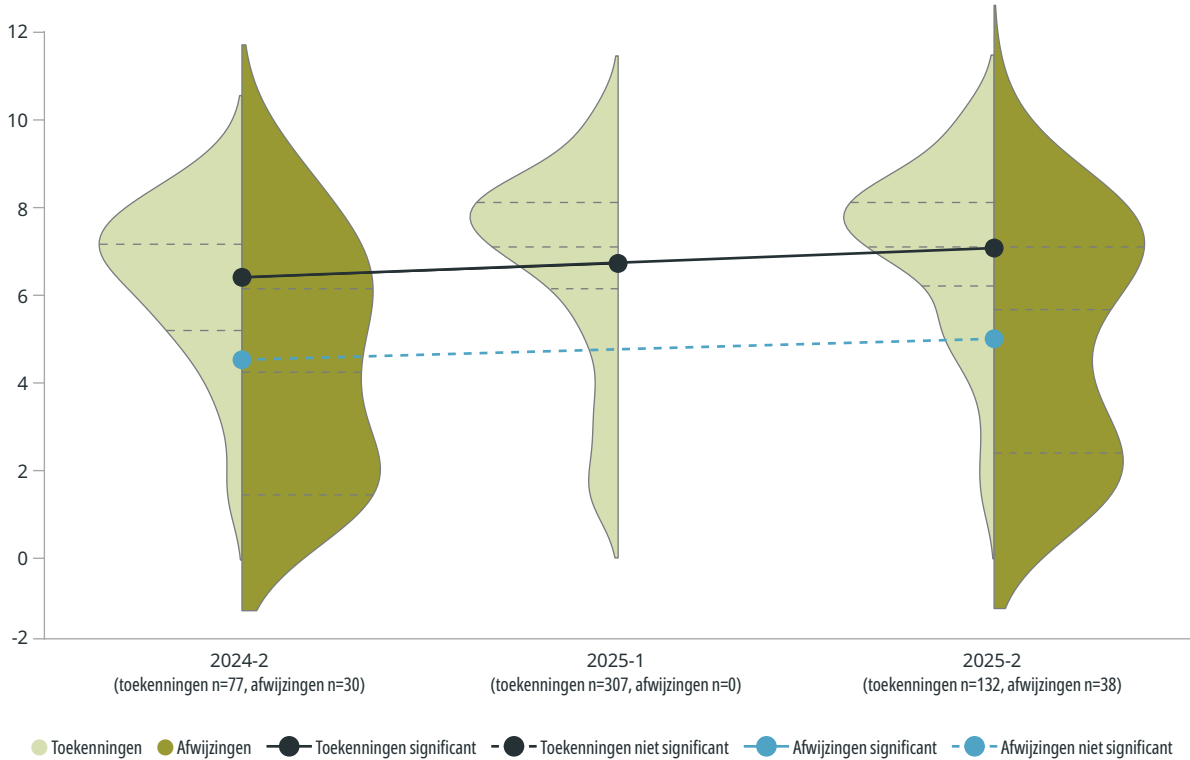 12
10
8
6
4
2
0
-2
2024-2
(toekenningen n=77, afwijzingen n=30)
2025-1
(toekenningen n=307, afwijzingen n=0)
2025-2
(toekenningen n=132, afwijzingen n=38)
Toekenningen Afwijzingen Toekenningen significant Toekenningen niet significant Afwijzingen significant Afwijzingen niet significant